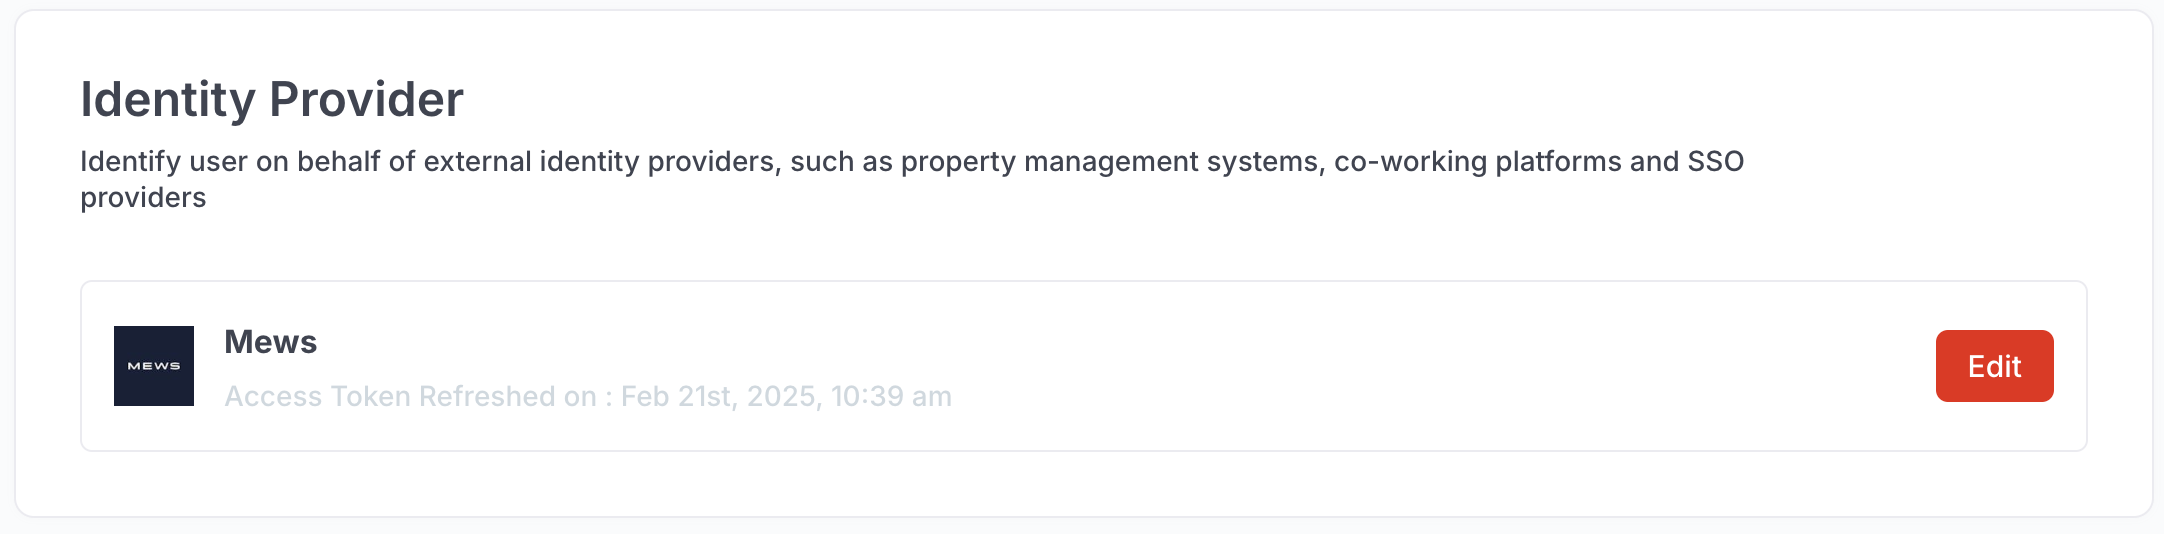 Identity Provider
Identify user on behalf of external identity providers, such as property management systems, co-working platforms and SSO
providers
MEWS
Mews
Access Token Refreshed on : Feb 21st, 2025, 10:39 am
Edit